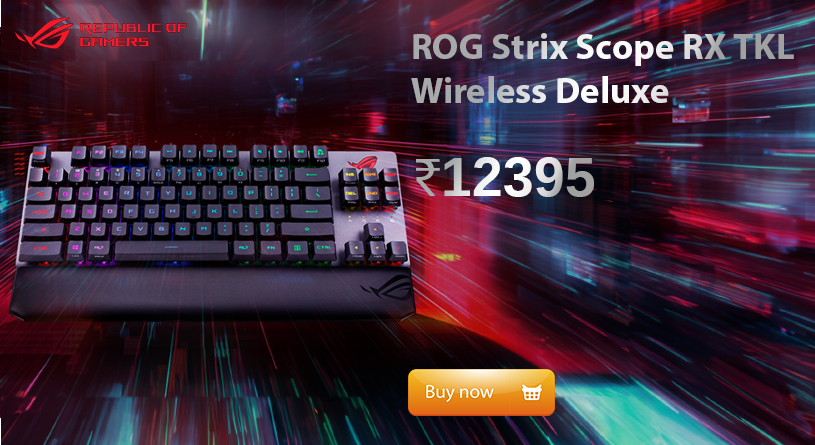 REPUBLIC OF
GAMERS
ROG Strix Scope RX TKL
Wireless Deluxe
₹12395
Buy now